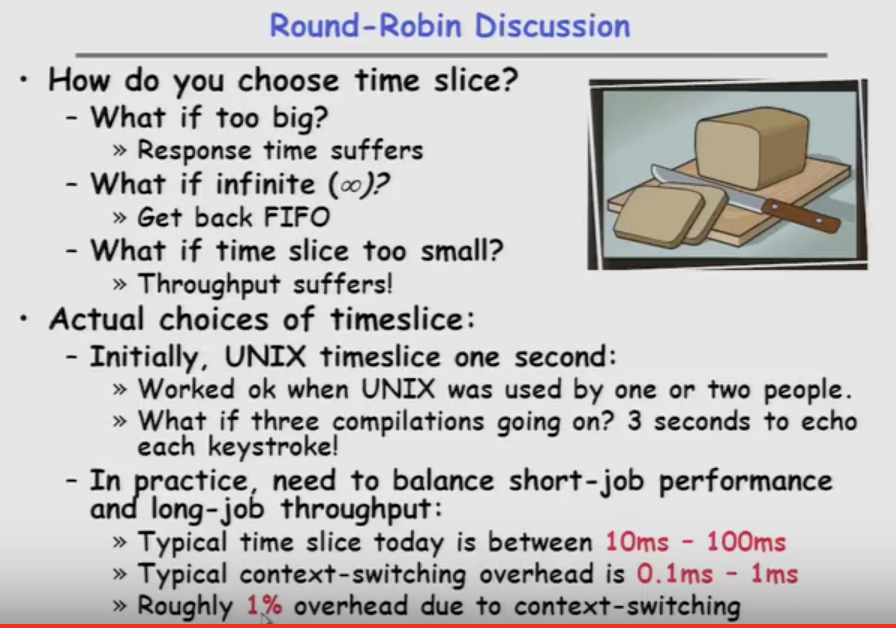 Round-Robin Discussion
• How do you choose time slice?
– What if too big?
» Response time suffers
– What if infinite (∞)?
» Get back FIFO
– What if time slice too small?
» Throughput suffers!
• Actual choices of timeslice:
– Initially, UNIX timeslice one second:
» Worked ok when UNIX was used by one or two people.
» What if three compilations going on? 3 seconds to echo
each keystroke!
– In practice, need to balance short-job performance
and long-job throughput:
» Typical time slice today is between 10ms – 100ms
» Typical context-switching overhead is 0.1ms – 1ms
» Roughly 1% overhead due to context-switching